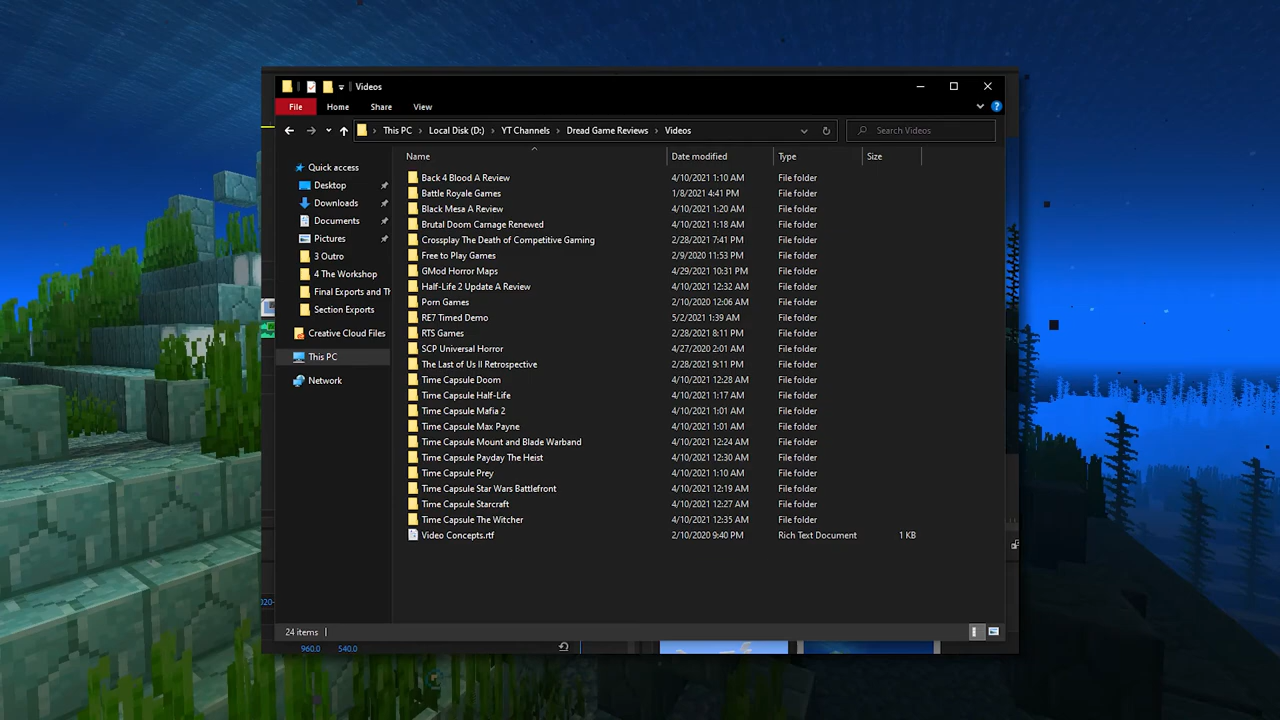 Videos
File Home Share View
This PC Local Disk (D:) YT Channels Dread Game Reviews Videos Search Videos
Name Date modified Type Size
Quick access
Desktop
Downloads
Documents
Pictures
3 Outro
4 The Workshop
Final Exports and Th
Section Exports
Creative Cloud Files
This PC
Network
Back 4 Blood A Review 4/10/2021 1:10 AM File folder
Battle Royale Games 1/8/2021 4:41 PM File folder
Black Mesa A Review 4/10/2021 1:20 AM File folder
Brutal Doom Carnage Renewed 4/10/2021 1:18 AM File folder
Crossplay The Death of Competitive Gaming 2/28/2021 7:41 PM File folder
Free to Play Games 2/9/2020 11:53 PM File folder
GMod Horror Maps 4/29/2021 10:31 PM File folder
Half-Life 2 Update A Review 4/10/2021 12:32 AM File folder
Porn Games 2/10/2020 12:06 AM File folder
RE7 Timed Demo 5/2/2021 1:39 AM File folder
RTS Games 2/28/2021 8:11 PM File folder
SCP Universal Horror 4/27/2020 2:01 AM File folder
The Last of Us II Retrospective 2/28/2021 9:11 PM File folder
Time Capsule Doom 4/10/2021 12:28 AM File folder
Time Capsule Half-Life 4/10/2021 1:17 AM File folder
Time Capsule Mafia 2 4/10/2021 1:01 AM File folder
Time Capsule Max Payne 4/10/2021 1:01 AM File folder
Time Capsule Mount and Blade Warband 4/10/2021 12:24 AM File folder
Time Capsule Payday The Heist 4/10/2021 12:30 AM File folder
Time Capsule Prey 4/10/2021 1:10 AM File folder
Time Capsule Star Wars Battlefront 4/10/2021 12:19 AM File folder
Time Capsule Starcraft 4/10/2021 12:27 AM File folder
Time Capsule The Witcher 4/10/2021 12:35 AM File folder
Video Concepts.rtf 2/10/2020 9:40 PM Rich Text Document 1 KB
24 items
960.0 540.0